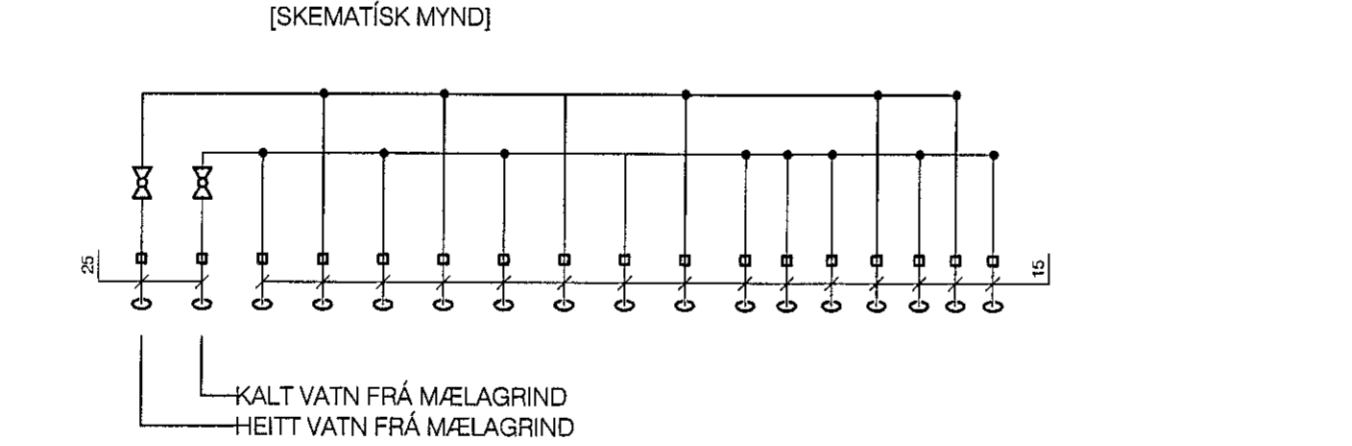 [SKEMATÍSK MYND]
25
15
KALT VATN FRÁ MÆLAGRIND
HEITT VATN FRÁ MÆLAGRIND